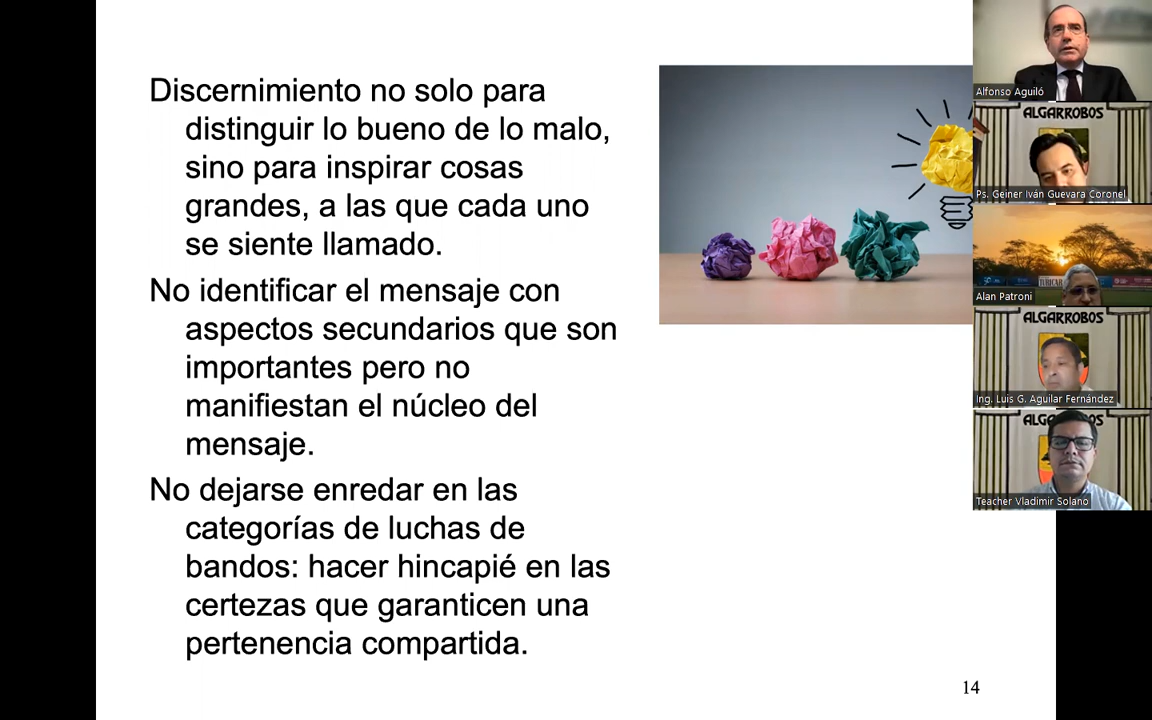 Discernimiento no solo para
distinguir lo bueno de lo malo,
sino para inspirar cosas
grandes, a las que cada uno
se siente llamado.
No identificar el mensaje con
aspectos secundarios que son
importantes pero no
manifiestan el núcleo del
mensaje.
No dejarse enredar en las
categorías de luchas de
bandos: hacer hincapié en las
certezas que garanticen una
pertenencia compartida.
14
Alfonso Aguiló
ALGARROBOS
Ps. Geiner Iván Guevara Coronel
Alan Patroni
ALGARROBOS
Ing. Luis G. Aguilar Fernández
Teacher Vladimir Solano